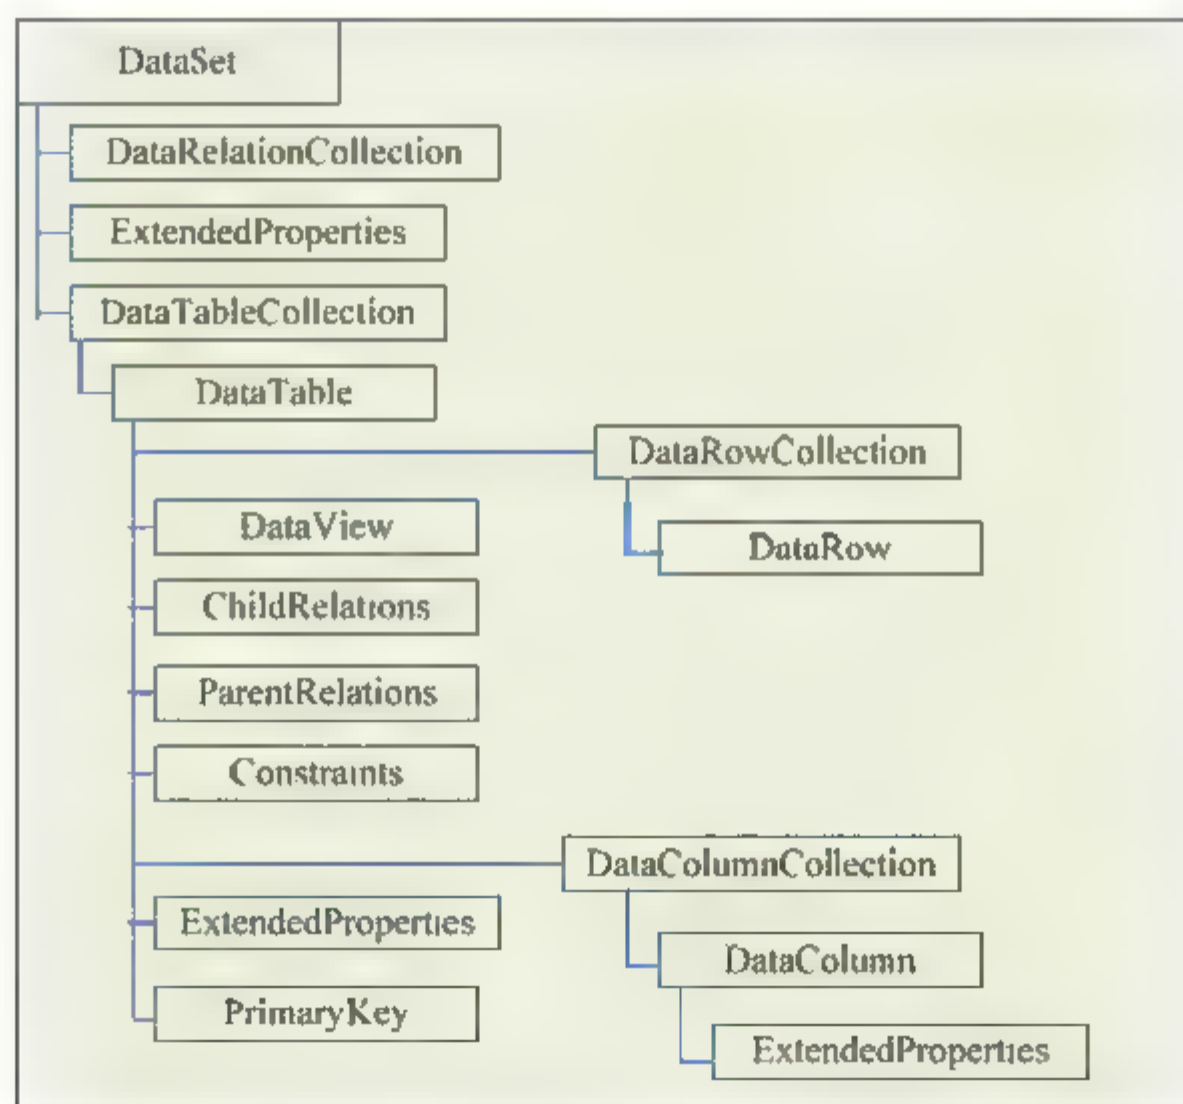 DataSet
DataRelationCollection
ExtendedProperties
DataTableCollection
DataTable
DataRowCollection
DataView
DataRow
ChildRelations
ParentRelations
Constraints
DataColumnCollection
ExtendedProperties
DataColumn
PrimaryKey
ExtendedProperties